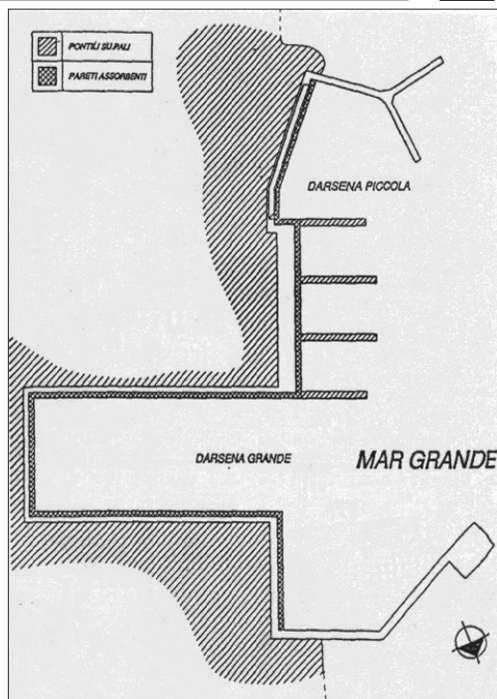 PONTILI SU PALI
PARETI ASSORBENTI
DARSENA PICCOLA
DARSENA GRANDE
MAR GRANDE